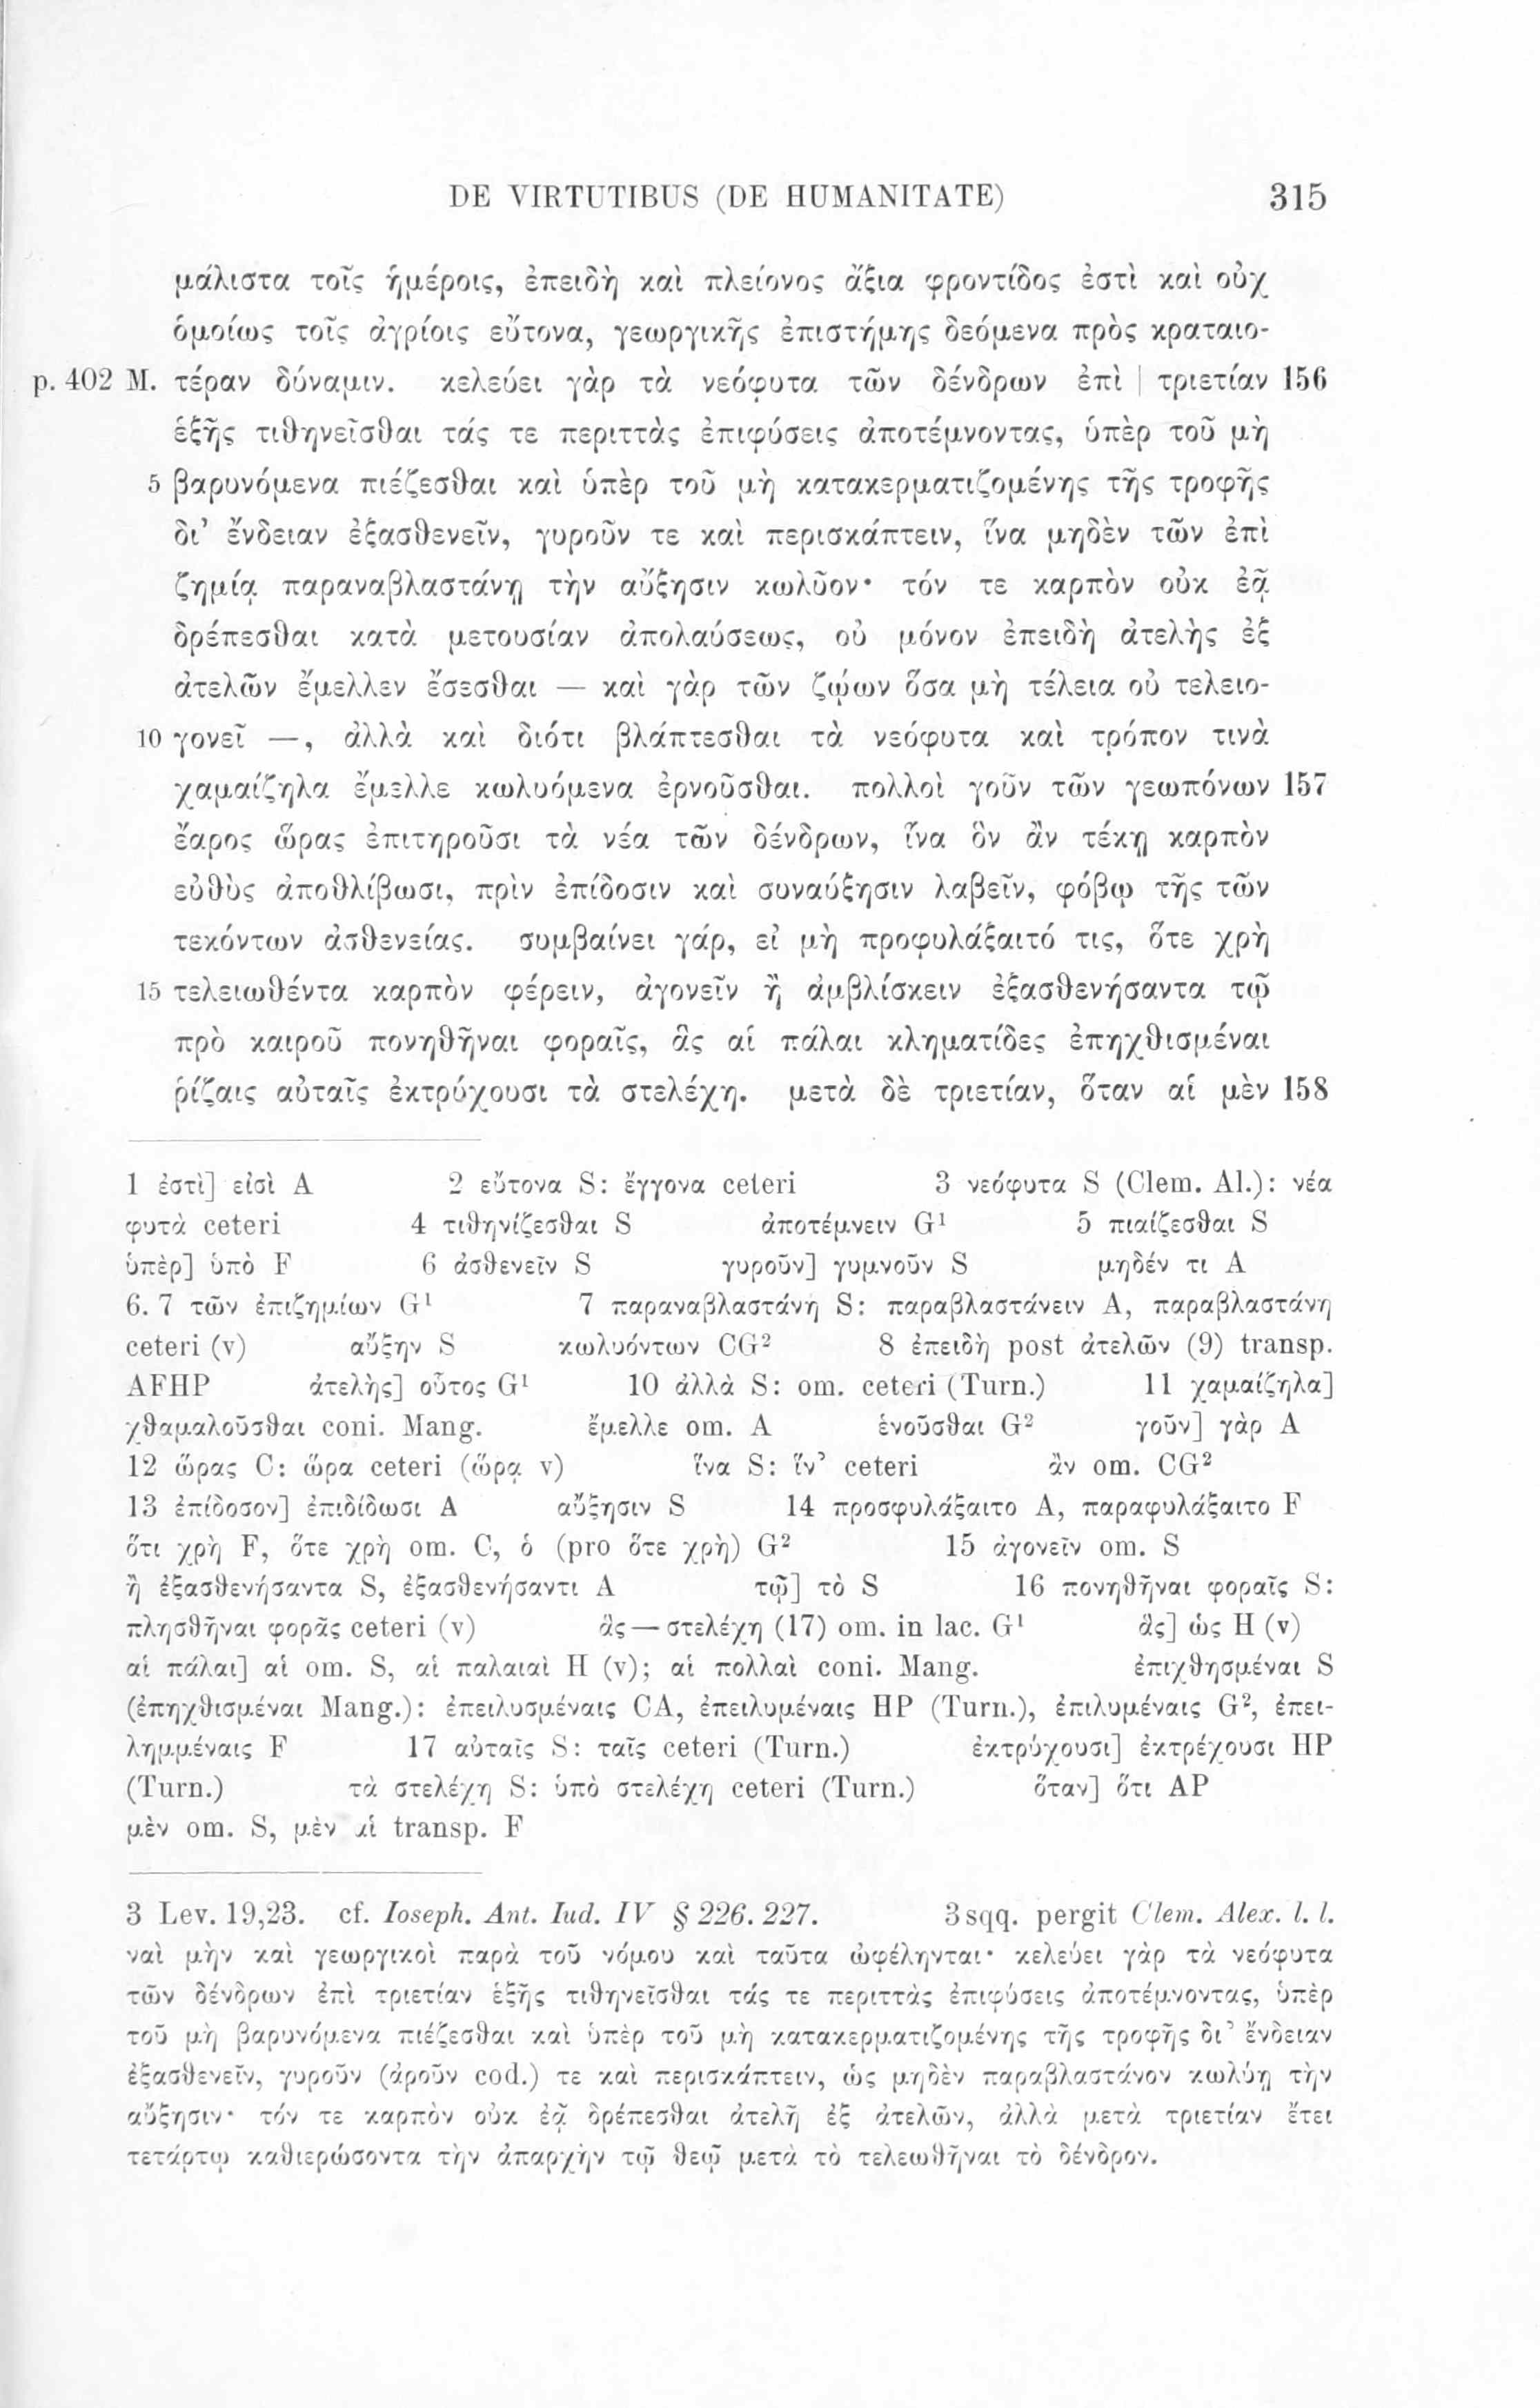 DE VIRTUTIBUS (DE HUMANITATE) 315
μάλιστα τοῖς ἡμέροις, ἐπειδὴ καὶ πλείονος ἄξια φροντίδος ἐστὶ καὶ οὐχ
ὁμοίως τοῖς ἀγρίοις εὔτονα, γεωργικῆς ἐπιστήμης δεόμενα πρὸς κραταιο-
p. 402 M. τέραν δύναμιν. κελεύει γὰρ τὰ νεόφυτα τῶν δένδρων ἐπὶ | τριετίαν 156
ἑξῆς τιθηνεῖσθαι τάς τε περιττὰς ἐπιφύσεις ἀποτέμνοντας, ὑπὲρ τοῦ μὴ
5 βαρυνόμενα πιέζεσθαι καὶ ὑπὲρ τοῦ μὴ κατακερματιζομένης τῆς τροφῆς
δι’ ἔνδειαν ἐξασθενεῖν, γυροῦν τε καὶ περισκάπτειν, ἵνα μηδὲν τῶν ἐπὶ
ζημίᾳ παραναβλαστάνῃ τὴν αὔξησιν κωλῦον· τόν τε καρπὸν οὐκ ἐᾷ
δρέπεσθαι κατὰ μετουσίαν ἀπολαύσεως, οὐ μόνον ἐπειδὴ ἀτελὴς ἐξ
ἀτελῶν ἔμελλεν ἔσεσθαι — καὶ γὰρ τῶν ζῴων ὅσα μὴ τέλεια οὐ τελειο-
10 γονεῖ —, ἀλλὰ καὶ διότι βλάπτεσθαι τὰ νεόφυτα καὶ τρόπον τινὰ
χαμαίζηλα ἔμελλε κωλυόμενα ἐρνοῦσθαι. πολλοὶ γοῦν τῶν γεωπόνων 157
ἔαρος ὥρας ἐπιτηροῦσι τὰ νέα τῶν δένδρων, ἵνα ὃν ἂν τέκῃ καρπὸν
εὐθὺς ἀποθλίβωσι, πρὶν ἐπίδοσιν καὶ συναύξησιν λαβεῖν, φόβῳ τῆς τῶν
τεκόντων ἀσθενείας. συμβαίνει γάρ, εἰ μὴ προφυλάξαιτό τις, ὅτε χρὴ
15 τελειωθέντα καρπὸν φέρειν, ἀγονεῖν ἢ ἀμβλίσκειν ἐξασθενήσαντα τῷ
πρὸ καιροῦ πονηθῆναι φοραῖς, ἃς αἱ πάλαι κληματίδες ἐπηχθισμέναι
ῥίζαις αὐταῖς ἐκτρύχουσι τὰ στελέχη. μετὰ δὲ τριετίαν, ὅταν αἱ μὲν 158
1 ἐστὶ] εἰσὶ A 2 εὔτονα S: ἔγγονα ceteri 3 νεόφυτα S (Clem. Al.): νέα
φυτὰ ceteri 4 τιθηνίζεσθαι S ἀποτέμνειν G¹ 5 πιαίζεσθαι S
ὑπὲρ] ὑπὸ F 6 ἀσθενεῖν S γυροῦν] γυμνοῦν S μηδέν τι A
6. 7 τῶν ἐπιζημίων G¹ 7 παραναβλαστάνη S: παραβλαστάνειν A, παραβλαστάνη
ceteri (v) αὔξην S κωλυόντων CG² 8 ἐπειδὴ post ἀτελῶν (9) transp.
AFHP ἀτελὴς] οὗτος G¹ 10 ἀλλὰ S: om. ceteri (Turn.) 11 χαμαίζηλα]
χθαμαλοῦσθαι coni. Mang. ἔμελλε om. A ἑνοῦσθαι G² γοῦν] γὰρ A
12 ὥρας C: ὥρα ceteri (ὥρᾳ v) ἵνα S: ἵν’ ceteri ἂν om. CG²
13 ἐπίδοσον] ἐπιδίδωσι A αὔξησιν S 14 προσφυλάξαιτο A, παραφυλάξαιτο F
ὅτι χρὴ F, ὅτε χρὴ om. C, ὁ (pro ὅτε χρὴ) G² 15 ἀγονεῖν om. S
ἢ ἐξασθενήσαντα S, ἐξασθενήσαντι A τῷ] τὸ S 16 πονηθῆναι φοραῖς S:
πλησθῆναι φορᾶς ceteri (v) ἃς — στελέχη (17) om. in lac. G¹ ἃς] ὡς H (v)
αἱ πάλαι] αἱ om. S, αἱ παλαιαὶ H (v); αἱ πολλαὶ coni. Mang. ἐπιχθησμέναι S
(ἐπηχθισμέναι Mang.): ἐπειλυσμέναις CA, ἐπειλυμέναις HP (Turn.), ἐπιλυμέναις G², ἐπει-
λημμέναις F 17 αὐταῖς S: ταῖς ceteri (Turn.) ἐκτρύχουσι] ἐκτρέχουσι HP
(Turn.) τὰ στελέχη S: ὑπὸ στελέχη ceteri (Turn.) ὅταν] ὅτι AP
μὲν om. S, μὲν αἱ transp. F
3 Lev. 19,23. cf. Ioseph. Ant. Iud. IV § 226. 227. 3 sqq. pergit Clem. Alex. l. l.
ναὶ μὴν καὶ γεωργικοὶ παρὰ τοῦ νόμου καὶ ταῦτα ὠφέληνται· κελεύει γὰρ τὰ νεόφυτα
τῶν δένδρων ἐπὶ τριετίαν ἑξῆς τιθηνεῖσθαι τάς τε περιττὰς ἐπιφύσεις ἀποτέμνοντας, ὑπὲρ
τοῦ μὴ βαρυνόμενα πιέζεσθαι καὶ ὑπὲρ τοῦ μὴ κατακερματιζομένης τῆς τροφῆς δι’ ἔνδειαν
ἐξασθενεῖν, γυροῦν (ἀροῦν cod.) τε καὶ περισκάπτειν, ὡς μηδὲν παραβλαστάνον κωλύῃ τὴν
αὔξησιν· τόν τε καρπὸν οὐκ ἐᾷ δρέπεσθαι ἀτελῆ ἐξ ἀτελῶν, ἀλλὰ μετὰ τριετίαν ἔτει
τετάρτῳ καθιερώσοντα τὴν ἀπαρχὴν τῷ θεῷ μετὰ τὸ τελεωθῆναι τὸ δένδρον.